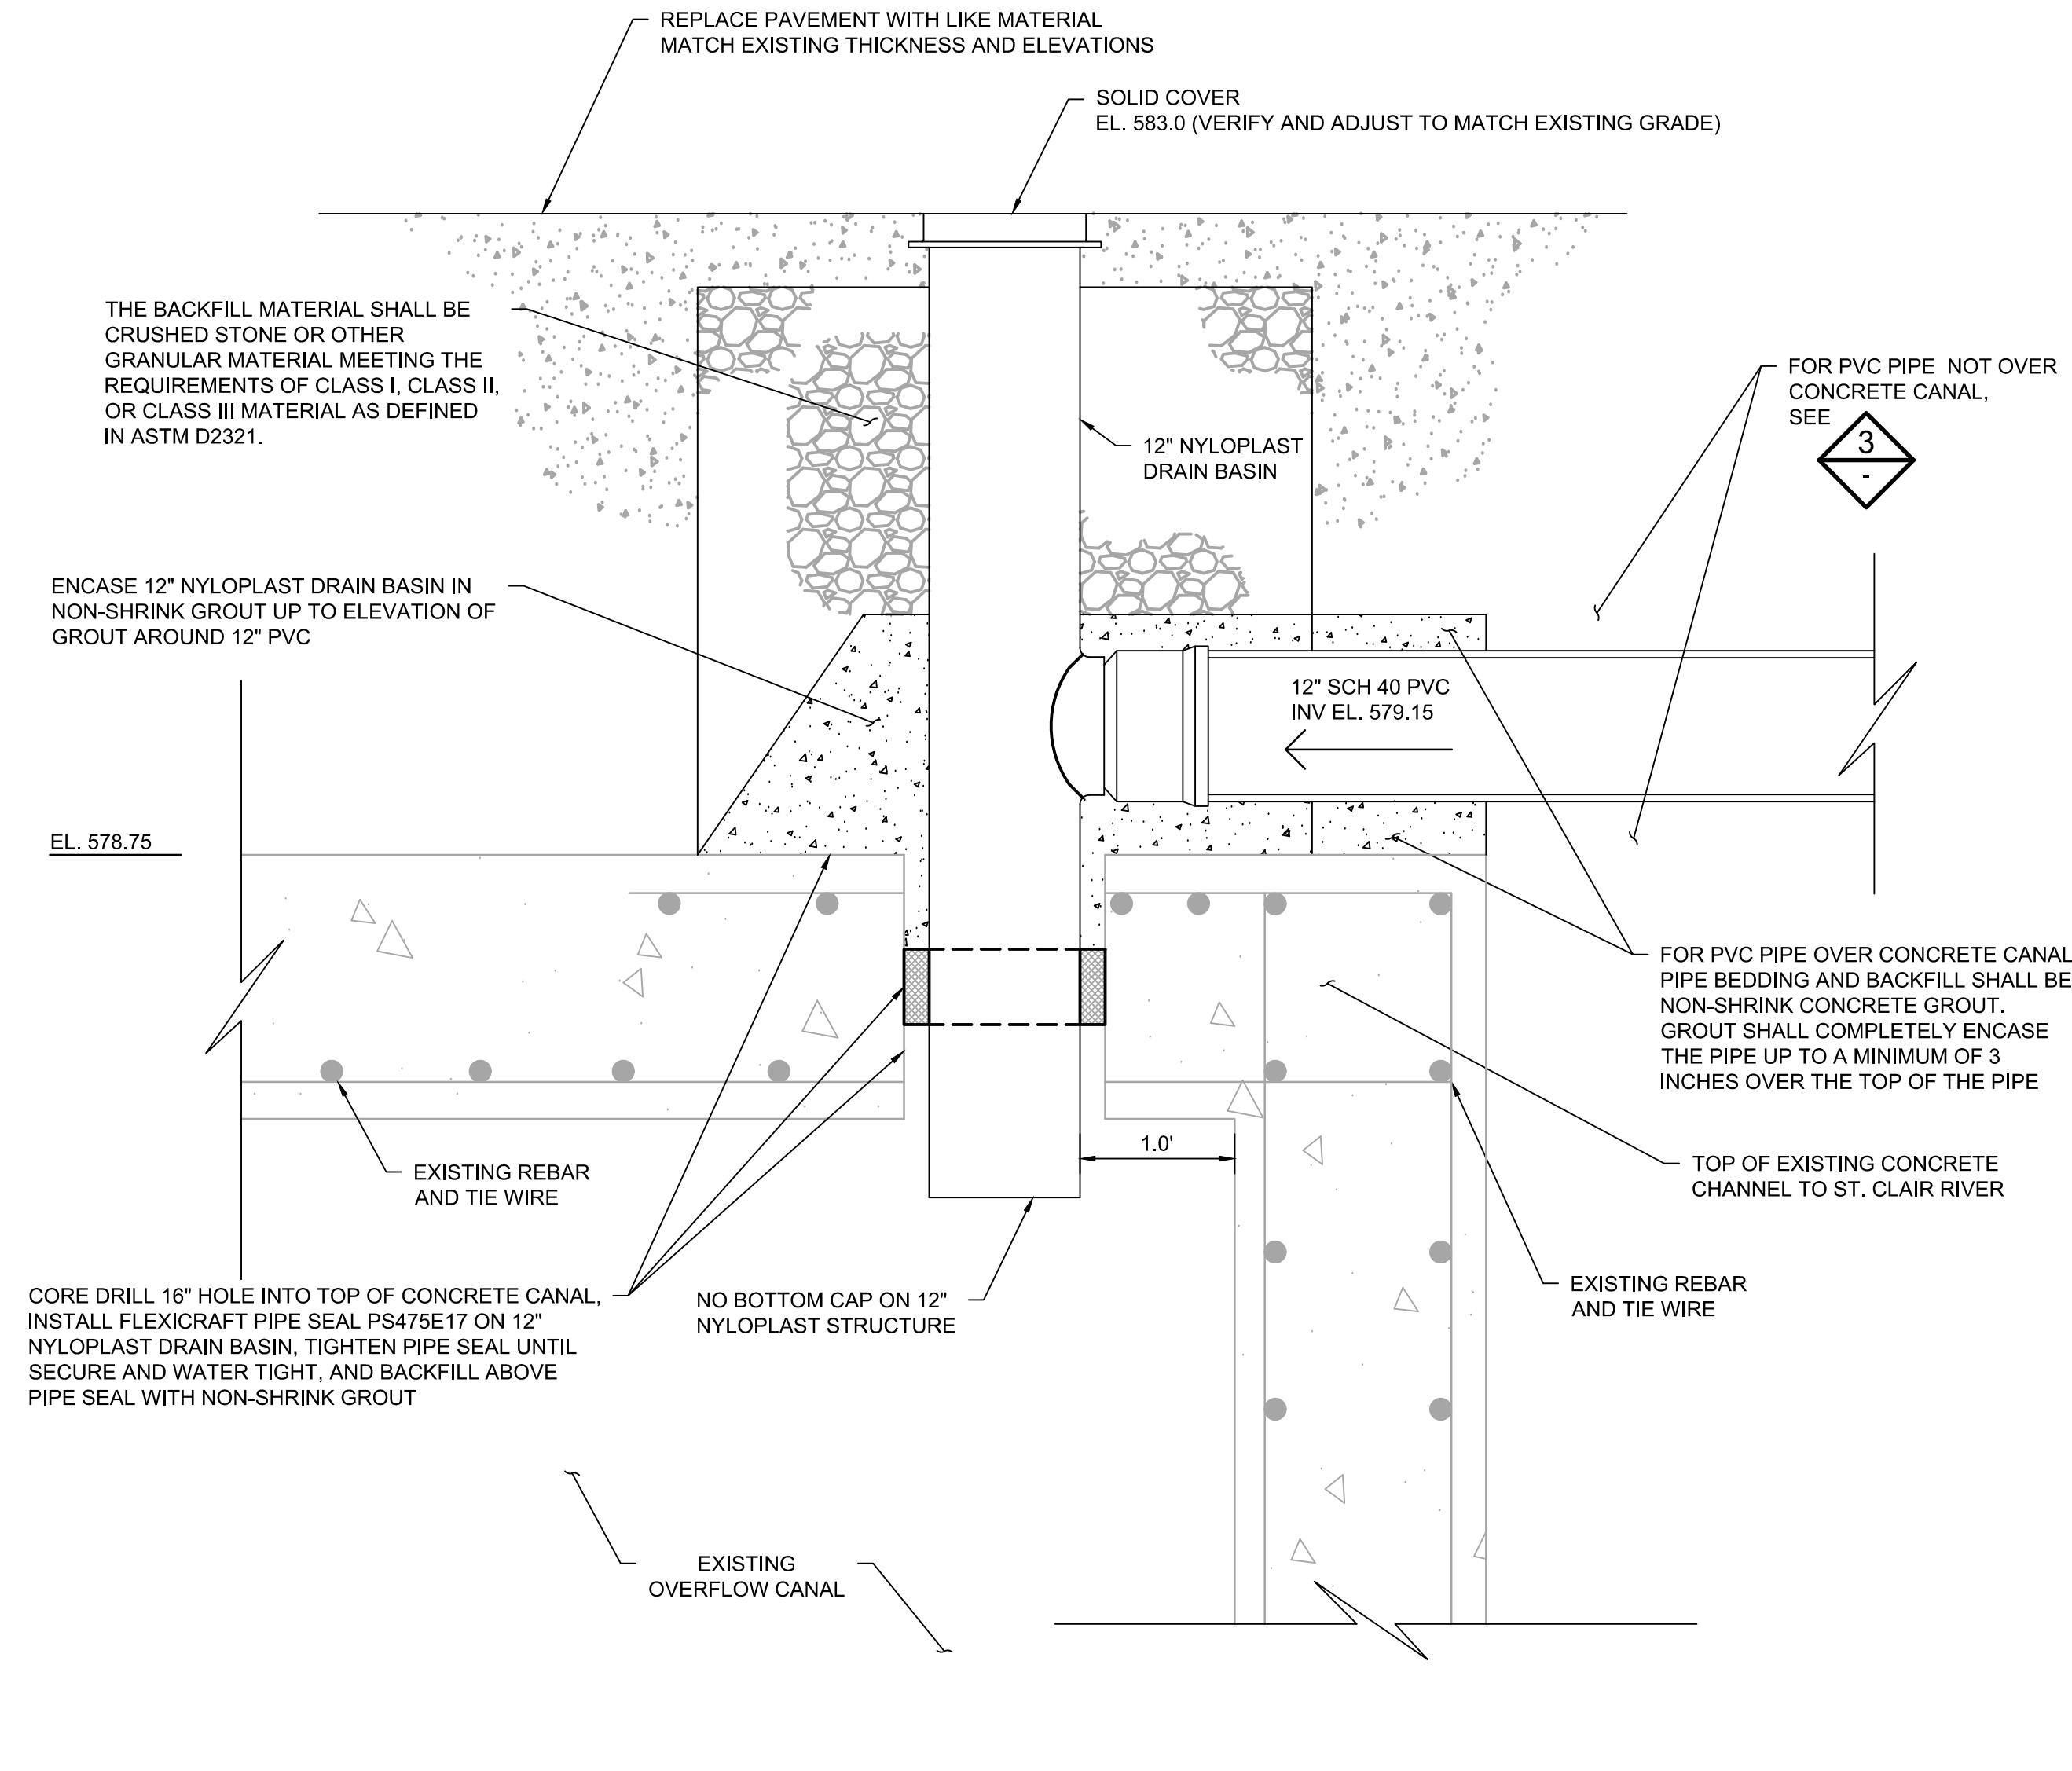 REPLACE PAVEMENT WITH LIKE MATERIAL
MATCH EXISTING THICKNESS AND ELEVATIONS
SOLID COVER
EL. 583.0 (VERIFY AND ADJUST TO MATCH EXISTING GRADE)
THE BACKFILL MATERIAL SHALL BE
CRUSHED STONE OR OTHER
GRANULAR MATERIAL MEETING THE
REQUIREMENTS OF CLASS I, CLASS II,
OR CLASS III MATERIAL AS DEFINED
IN ASTM D2321.
FOR PVC PIPE NOT OVER
CONCRETE CANAL,
SEE
3
-
12" NYLOPLAST
DRAIN BASIN
ENCASE 12" NYLOPLAST DRAIN BASIN IN
NON-SHRINK GROUT UP TO ELEVATION OF
GROUT AROUND 12" PVC
12" SCH 40 PVC
INV EL. 579.15
EL. 578.75
FOR PVC PIPE OVER CONCRETE CANAL
PIPE BEDDING AND BACKFILL SHALL BE
NON-SHRINK CONCRETE GROUT.
GROUT SHALL COMPLETELY ENCASE
THE PIPE UP TO A MINIMUM OF 3
INCHES OVER THE TOP OF THE PIPE
1.0'
EXISTING REBAR
AND TIE WIRE
TOP OF EXISTING CONCRETE
CHANNEL TO ST. CLAIR RIVER
CORE DRILL 16" HOLE INTO TOP OF CONCRETE CANAL,
INSTALL FLEXICRAFT PIPE SEAL PS475E17 ON 12"
NYLOPLAST DRAIN BASIN, TIGHTEN PIPE SEAL UNTIL
SECURE AND WATER TIGHT, AND BACKFILL ABOVE
PIPE SEAL WITH NON-SHRINK GROUT
NO BOTTOM CAP ON 12"
NYLOPLAST STRUCTURE
EXISTING REBAR
AND TIE WIRE
EXISTING
OVERFLOW CANAL